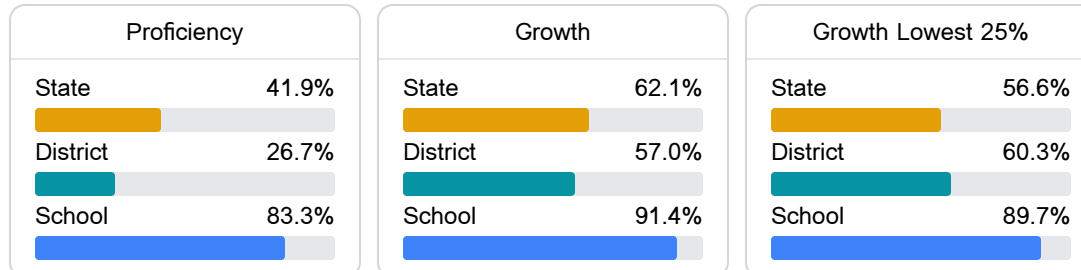 Proficiency
State 41.9%
District 26.7%
School 83.3%
Growth
State 62.1%
District 57.0%
School 91.4%
Growth Lowest 25%
State 56.6%
District 60.3%
School 89.7%